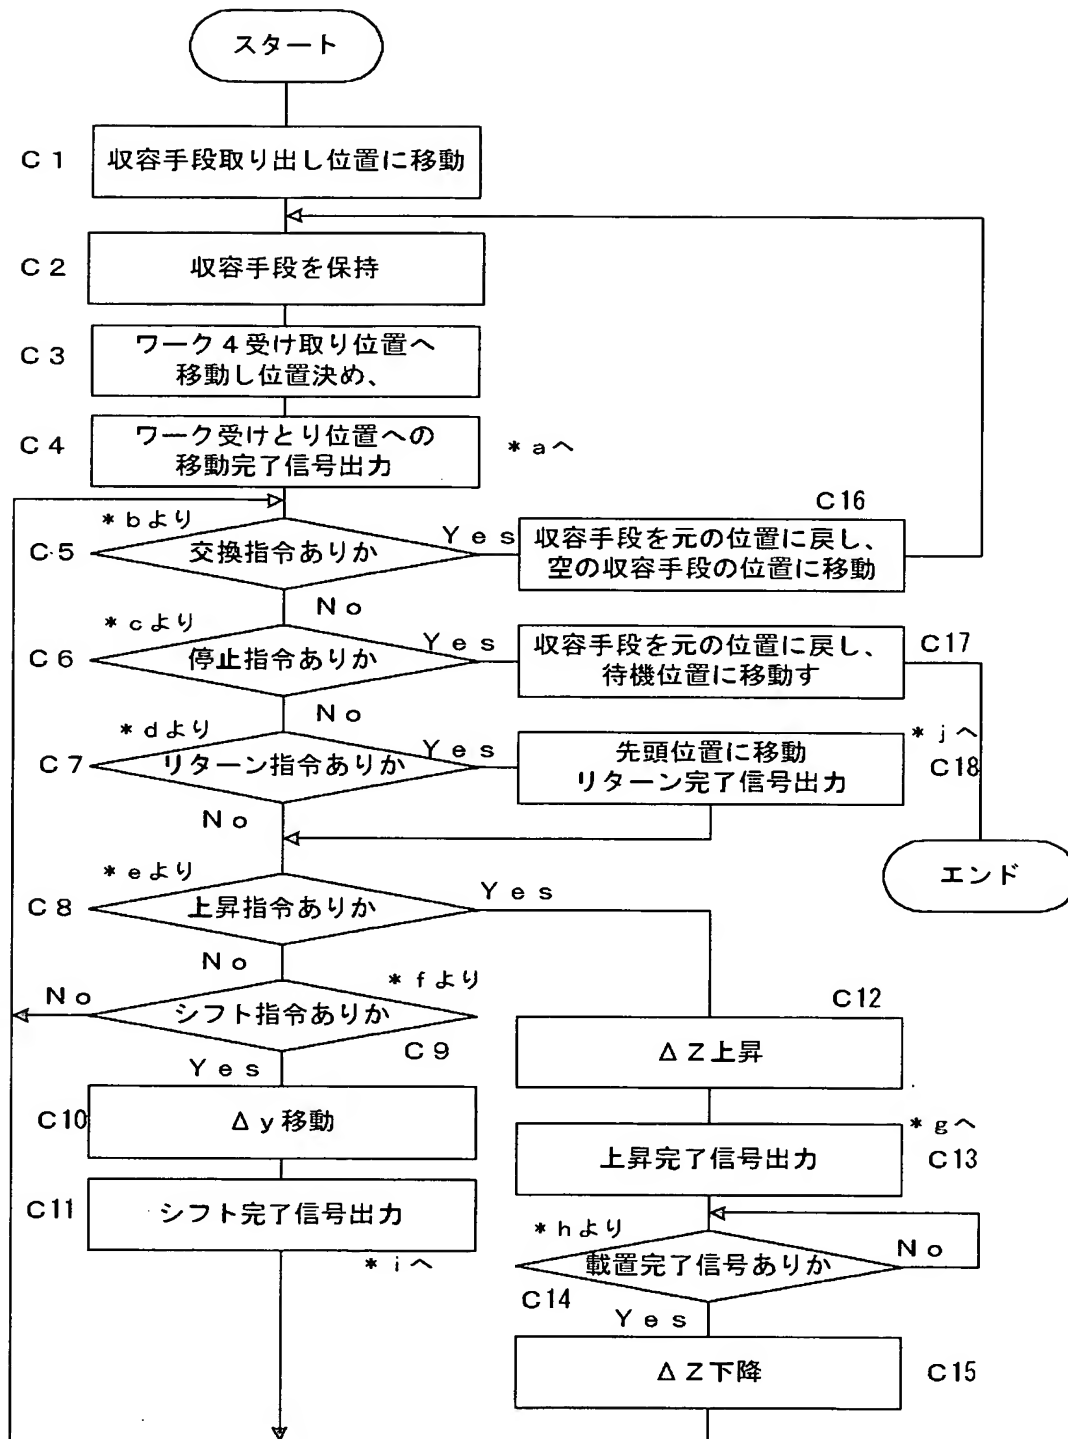 スタート
C1
収容手段取り出し位置に移動
C2
収容手段を保持
C3
ワーク4受け取り位置へ
移動し位置決め、
C4
ワーク受けとり位置への
移動完了信号出力
*aへ
*bより
C5
交換指令ありか
Yes
No
C16
収容手段を元の位置に戻し、
空の収容手段の位置に移動
*cより
C6
停止指令ありか
Yes
No
収容手段を元の位置に戻し、
待機位置に移動す
C17
*dより
C7
リターン指令ありか
Yes
No
先頭位置に移動
リターン完了信号出力
*jへ
C18
エンド
*eより
C8
上昇指令ありか
Yes
No
*fより
No
シフト指令ありか
C9
Yes
C12
ΔZ上昇
C10
Δy移動
*gへ
上昇完了信号出力
C13
C11
シフト完了信号出力
*iへ
*hより
載置完了信号ありか
No
C14
Yes
ΔZ下降
C15